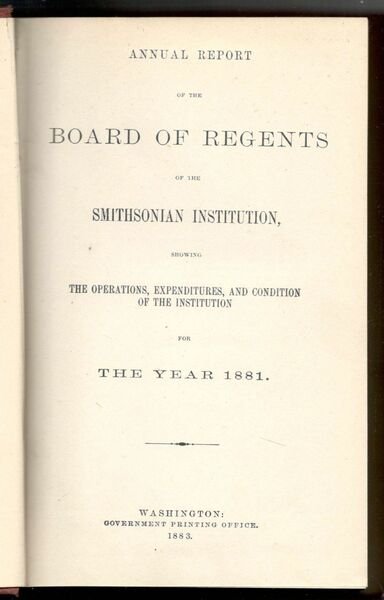 ANNUAL REPORT
OF THE
BOARD OF REGENTS
OF THE
SMITHSONIAN INSTITUTION,
SHOWING
THE OPERATIONS, EXPENDITURES, AND CONDITION
OF THE INSTITUTION
FOR
THE YEAR 1881.
WASHINGTON:
GOVERNMENT PRINTING OFFICE.
1883.